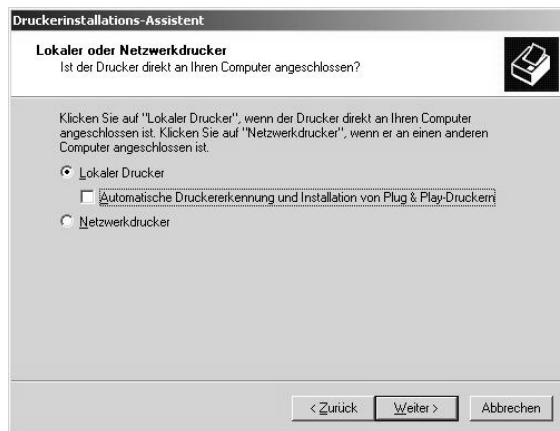 Druckerinstallations-Assistent
Lokaler oder Netzwerkdrucker
Ist der Drucker direkt an Ihren Computer angeschlossen?
Klicken Sie auf "Lokaler Drucker", wenn der Drucker direkt an Ihren Computer
angeschlossen ist. Klicken Sie auf "Netzwerkdrucker", wenn er an einen anderen
Computer angeschlossen ist.
Lokaler Drucker
Automatische Druckererkennung und Installation von Plug & Play-Druckern
Netzwerkdrucker
< Zurück Weiter > Abbrechen